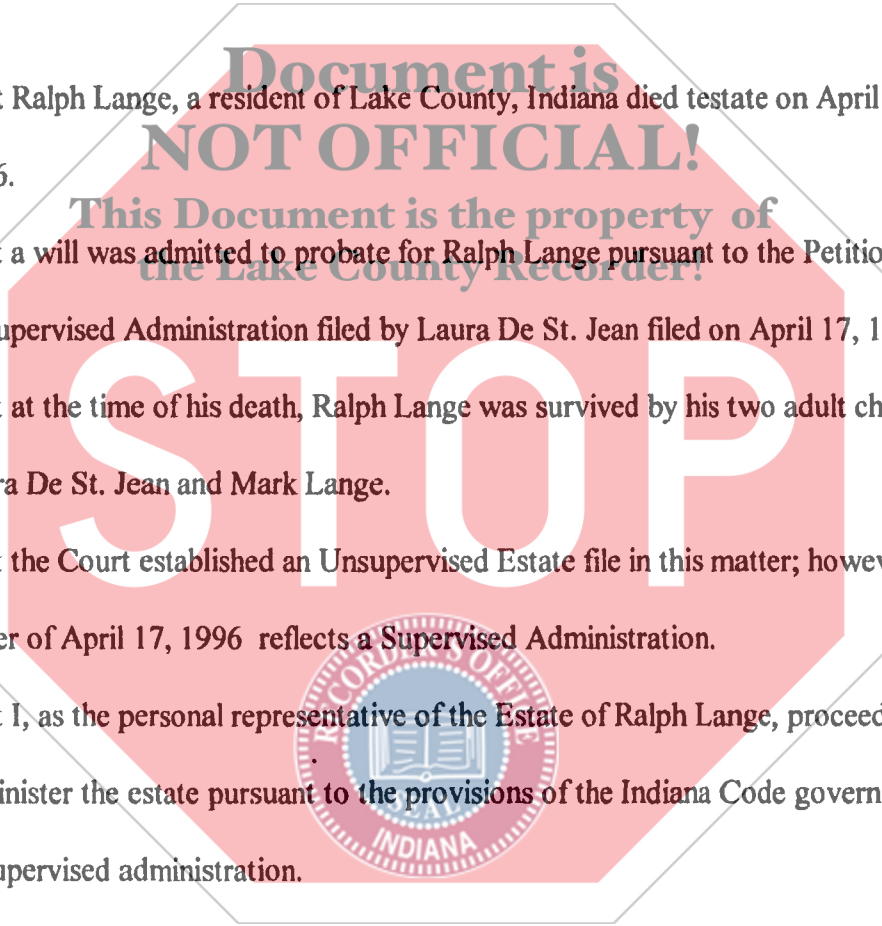 Document is
Ralph Lange, a resident of Lake County, Indiana died testate on April
NOT OFFICIAL!
6.
This Document is the property of
a will was admitted to probate for Ralph Lange pursuant to the Petitio
the Lake County Recorder!
upervised Administration filed by Laura De St. Jean filed on April 17, 1
at the time of his death, Ralph Lange was survived by his two adult ch
ra De St. Jean and Mark Lange.
STOP
the Court established an Unsupervised Estate file in this matter; howev
er of April 17, 1996 reflects a Supervised Administration.
RECORDER'S OFFICE
I, as the personal representative of the Estate of Ralph Lange, proceed
inister the estate pursuant to the provisions of the Indiana Code govern
SEAL
INDIANA
upervised administration.